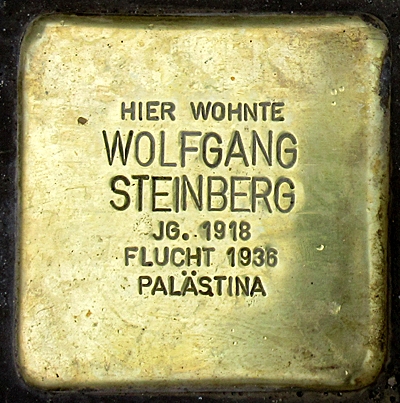 HIER WOHNTE
WOLFGANG
STEINBERG
JG. 1918
FLUCHT 1936
PALÄSTINA